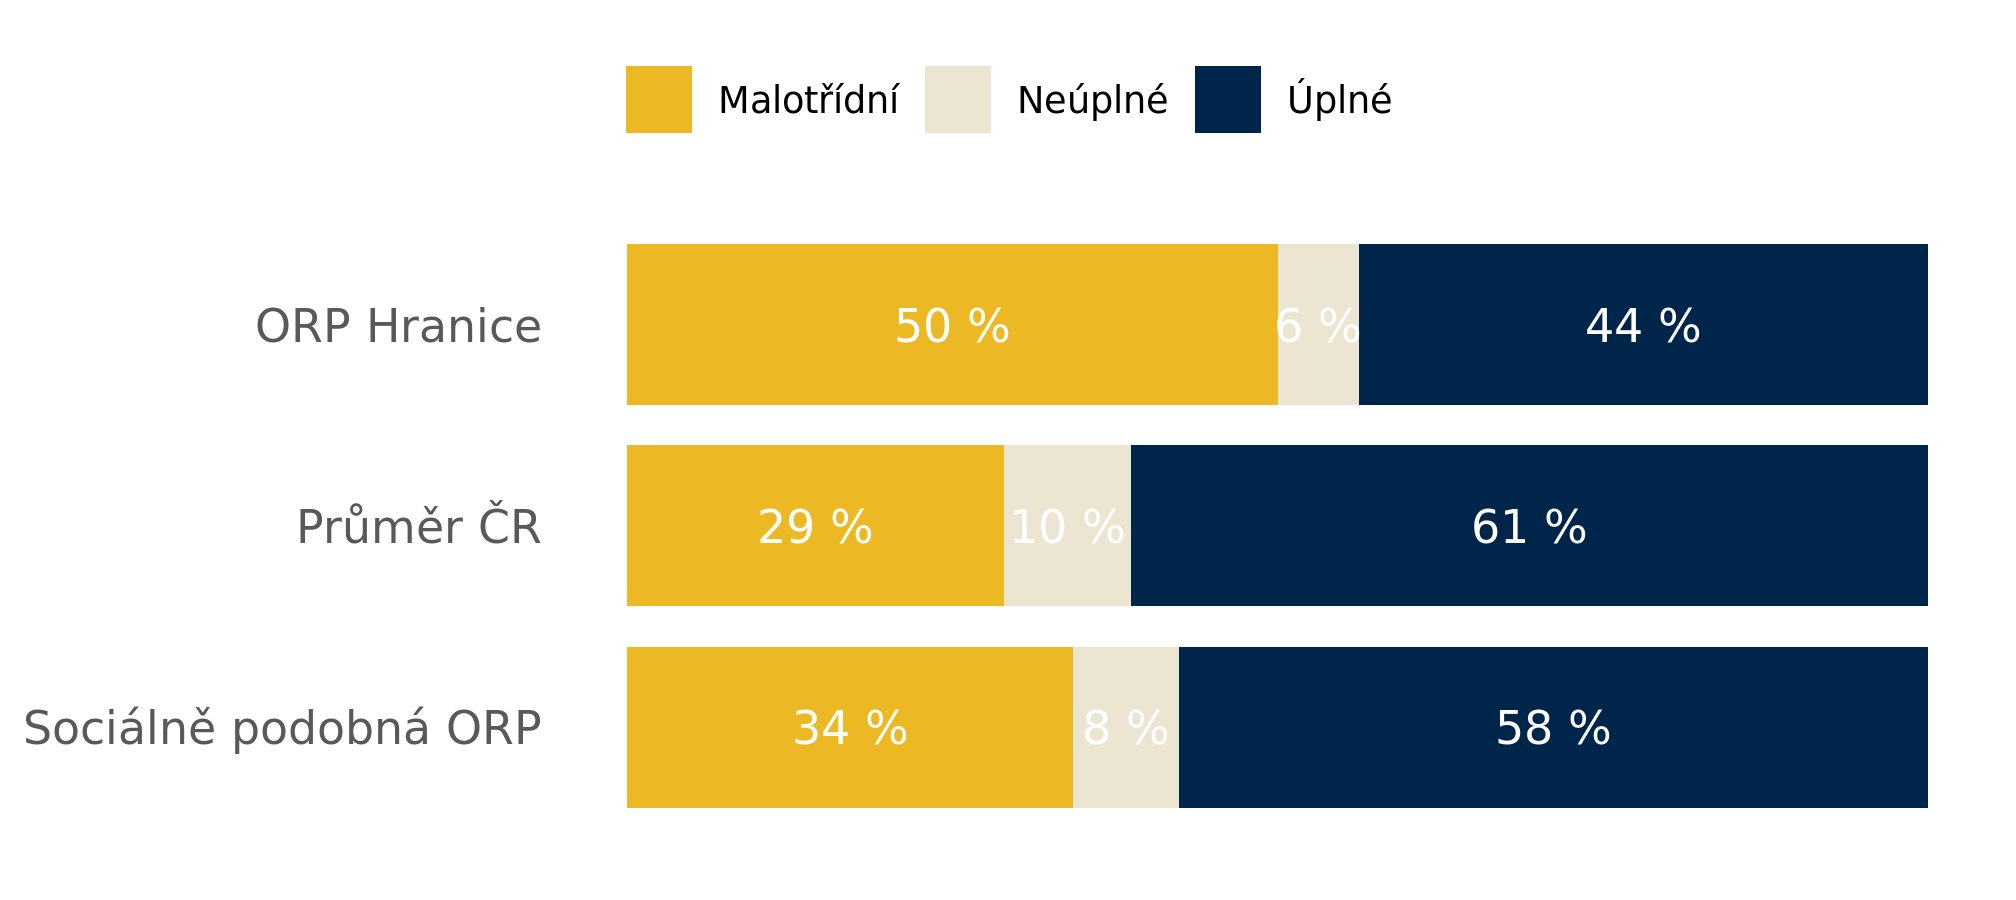 Malotřídní Neúplné Úplné
ORP Hranice 50 % 6 % 44 %
Průměr ČR 29 % 10 % 61 %
Sociálně podobná ORP 34 % 8 % 58 %